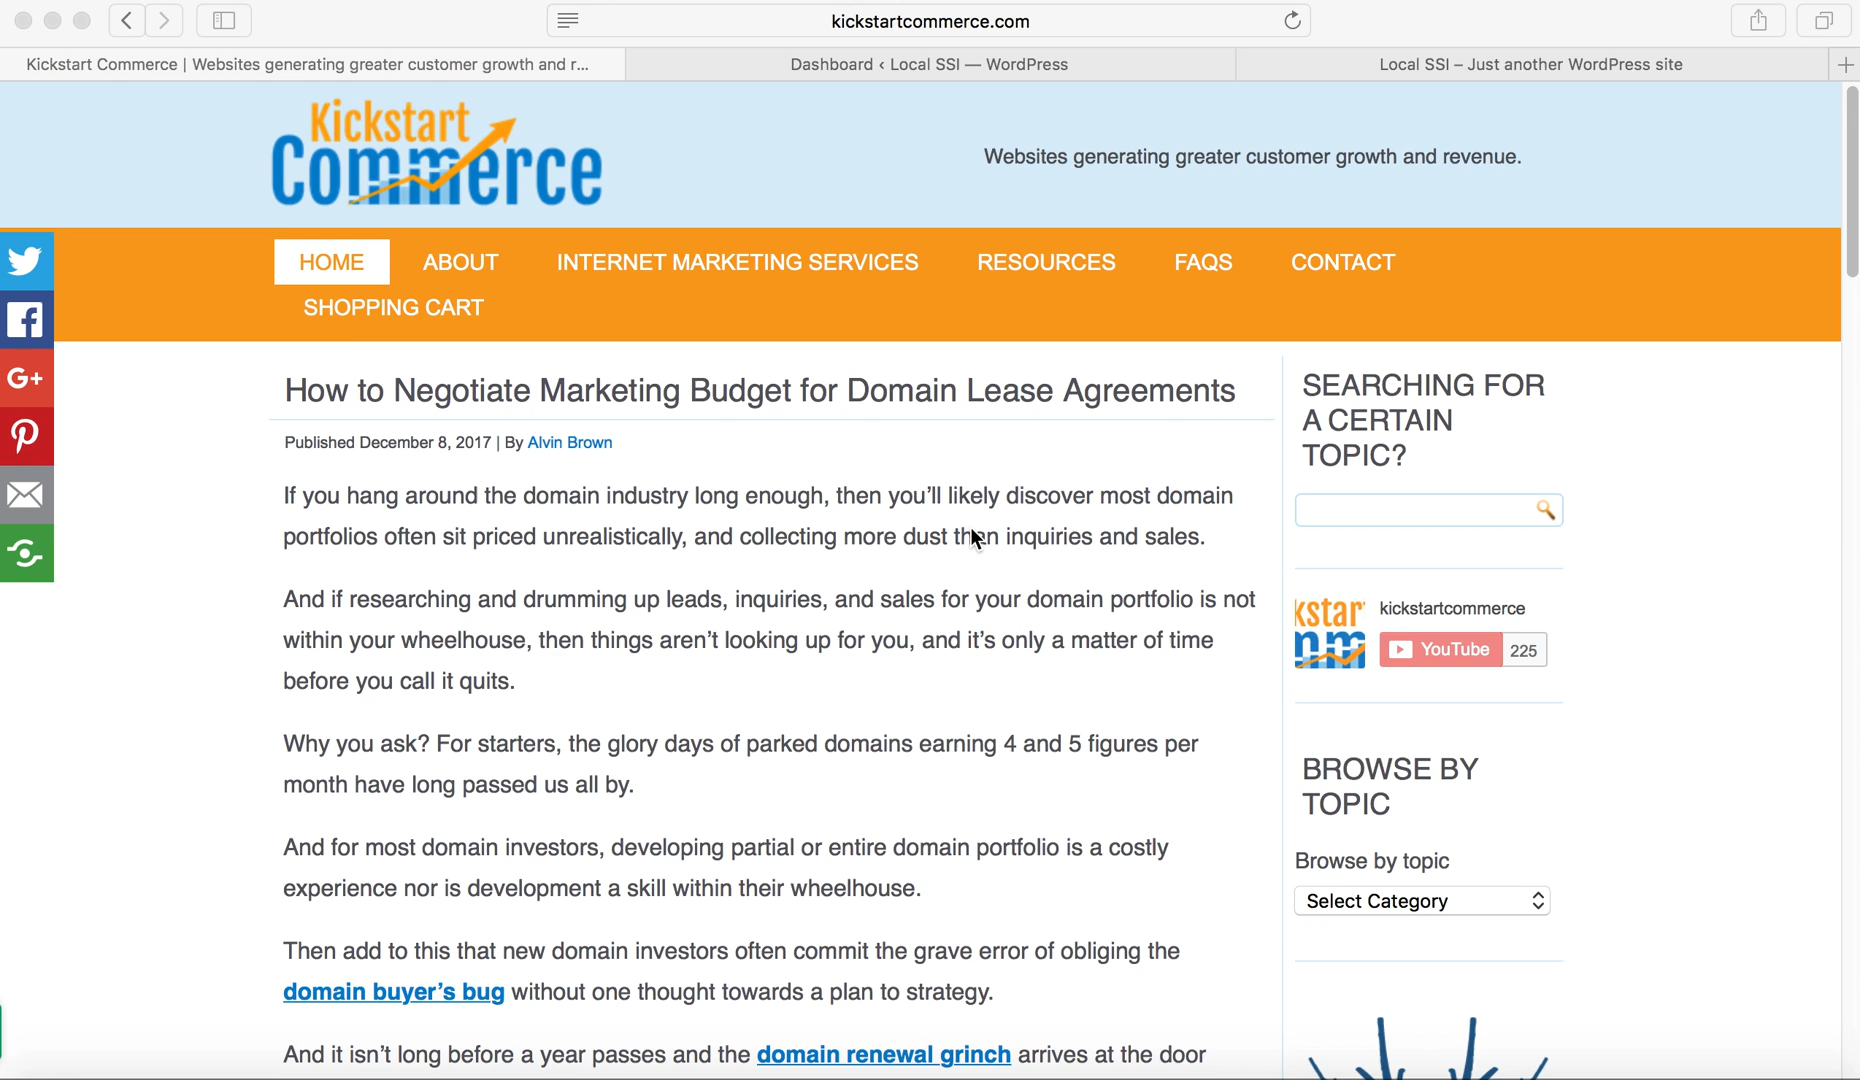 kickstartcommerce.com
Kickstart Commerce | Websites generating greater customer growth and r...
Dashboard ‹ Local SSI — WordPress
Local SSI – Just another WordPress site
Kickstart
Commerce
Websites generating greater customer growth and revenue.
HOME ABOUT INTERNET MARKETING SERVICES RESOURCES FAQS CONTACT
SHOPPING CART
G+
How to Negotiate Marketing Budget for Domain Lease Agreements
Published December 8, 2017 | By Alvin Brown
If you hang around the domain industry long enough, then you’ll likely discover most domain
portfolios often sit priced unrealistically, and collecting more dust then inquiries and sales.
And if researching and drumming up leads, inquiries, and sales for your domain portfolio is not
within your wheelhouse, then things aren’t looking up for you, and it’s only a matter of time
before you call it quits.
Why you ask? For starters, the glory days of parked domains earning 4 and 5 figures per
month have long passed us all by.
And for most domain investors, developing partial or entire domain portfolio is a costly
experience nor is development a skill within their wheelhouse.
Then add to this that new domain investors often commit the grave error of obliging the
domain buyer’s bug without one thought towards a plan to strategy.
And it isn’t long before a year passes and the domain renewal grinch arrives at the door
SEARCHING FOR
A CERTAIN
TOPIC?
kickstartcommerce
YouTube 225
BROWSE BY
TOPIC
Browse by topic
Select Category